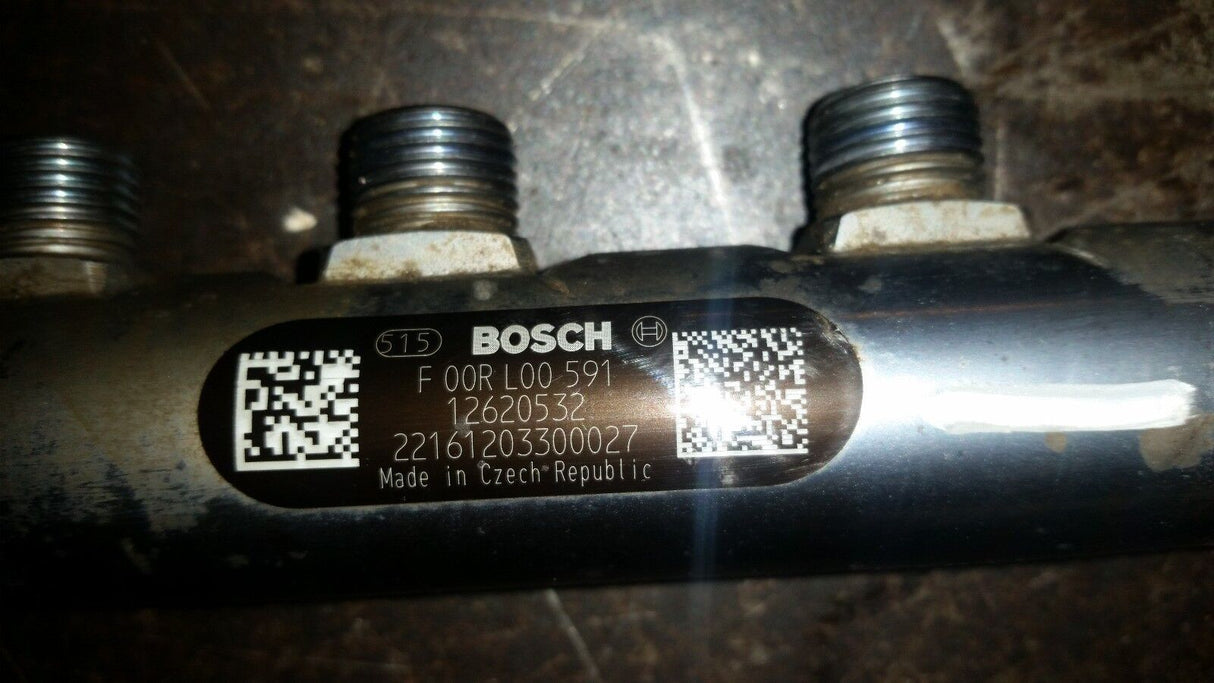 515 BOSCH
F 00R L00 591
12620532
22161203300027
Made in Czech Republic